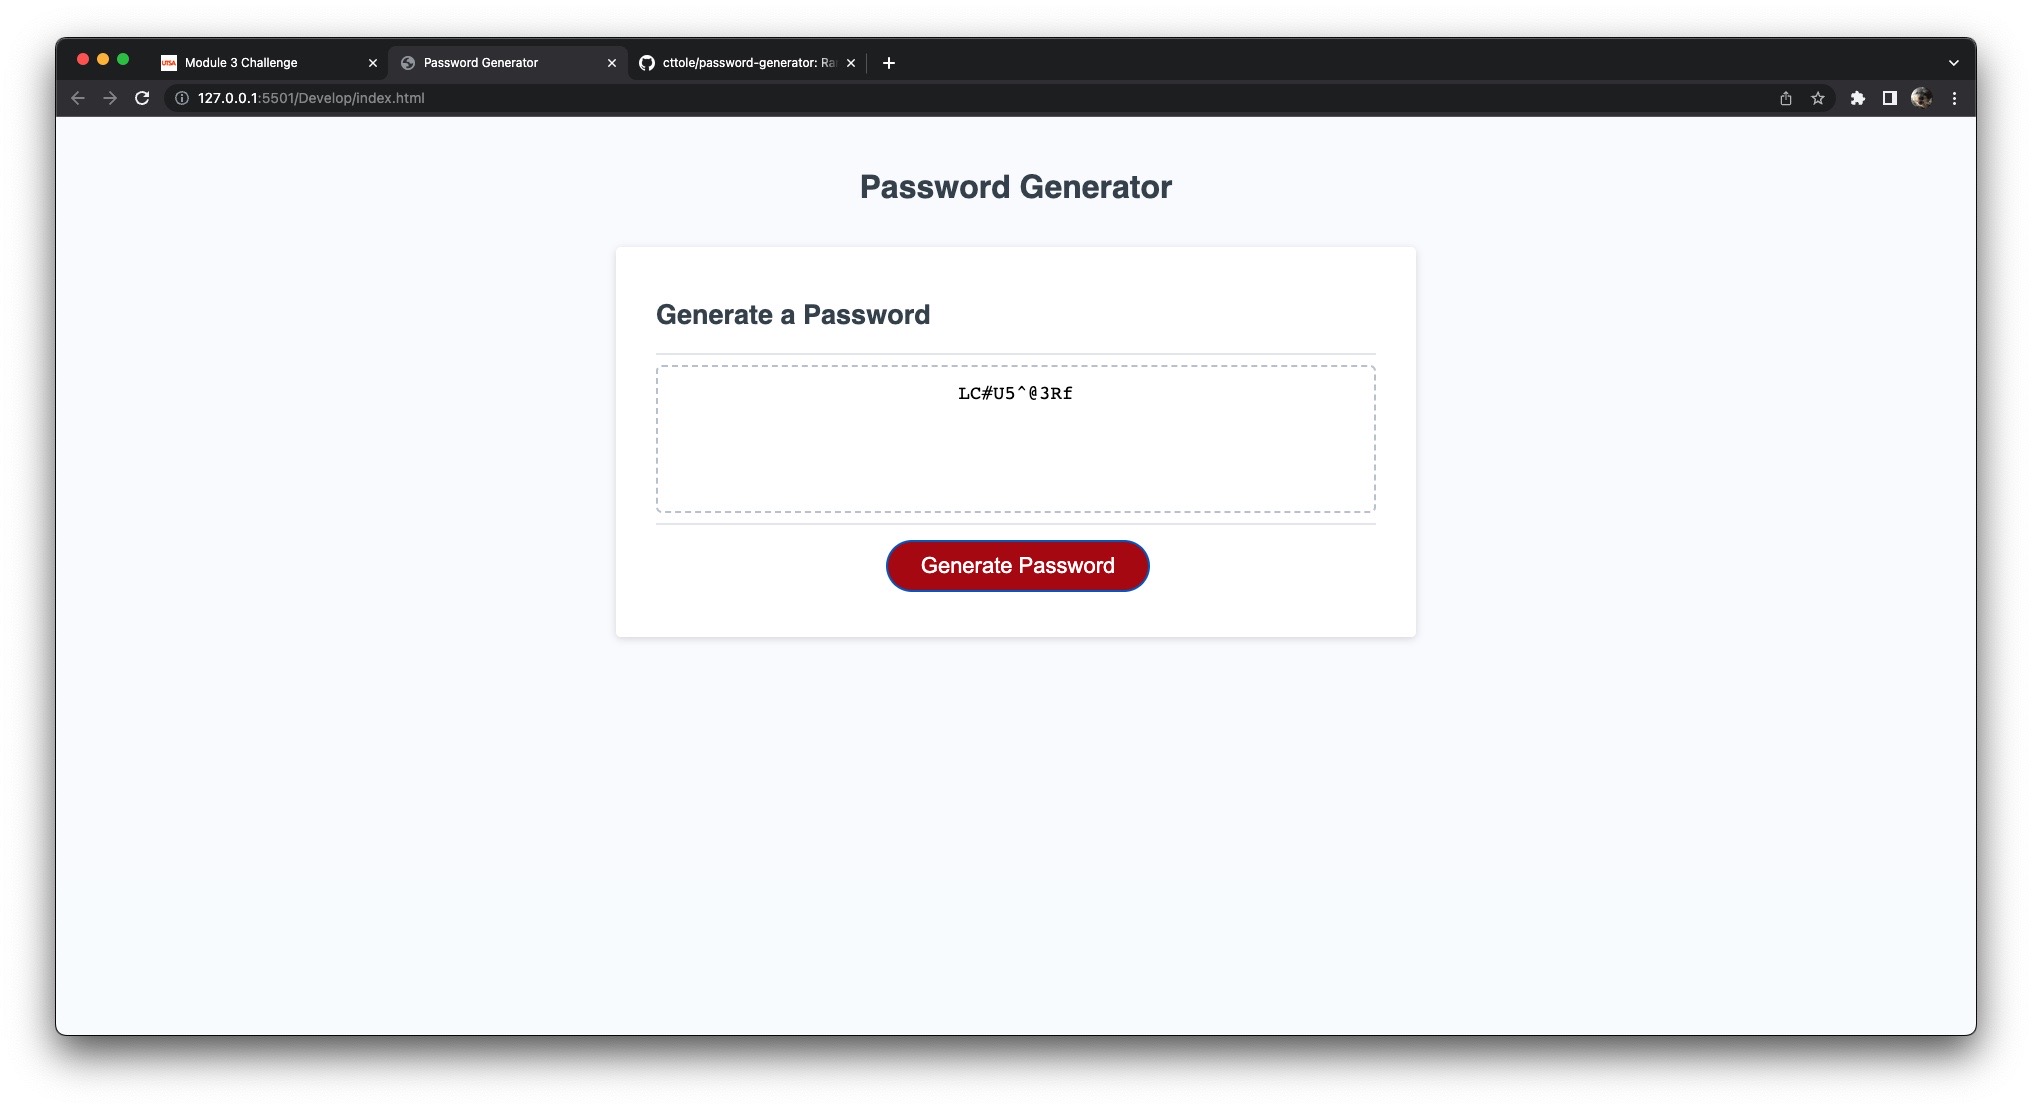 UTSA Module 3 Challenge
Password Generator
cttole/password-generator: Ra
127.0.0.1:5501/Develop/index.html
Password Generator
Generate a Password
LC#U5^@3Rf
Generate Password